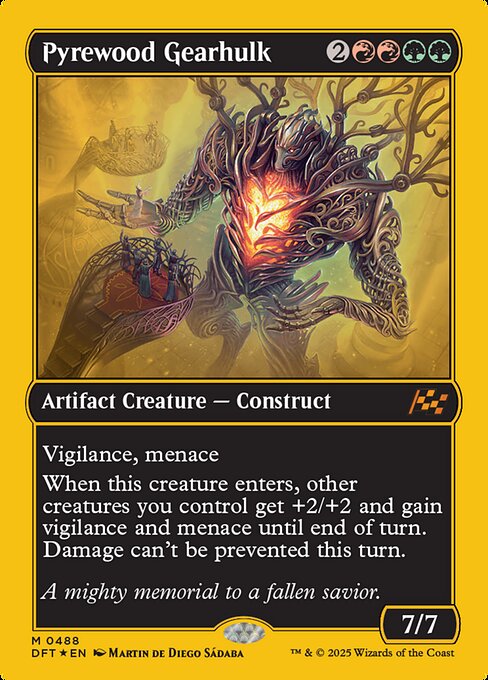 Pyrewood Gearhulk 2
Artifact Creature — Construct
Vigilance, menace
When this creature enters, other
creatures you control get +2/+2 and gain
vigilance and menace until end of turn.
Damage can't be prevented this turn.
A mighty memorial to a fallen savior.
7/7
M 0488
DFT★EN Martin de Diego Sádaba ™ & © 2025 Wizards of the Coast